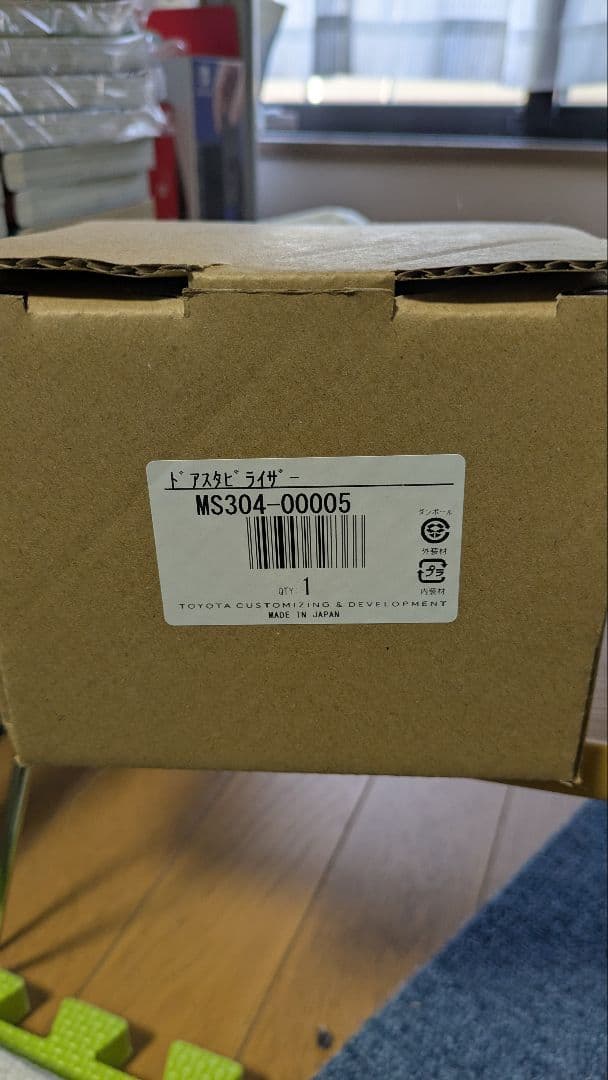 ﾄﾞｱｽﾀﾋﾞﾗｲｻﾞｰ
MS304-00005
ダンボール
外装材
プラ
内装材
QTY 1
TOYOTA CUSTOMIZING & DEVELOPMENT
MADE IN JAPAN